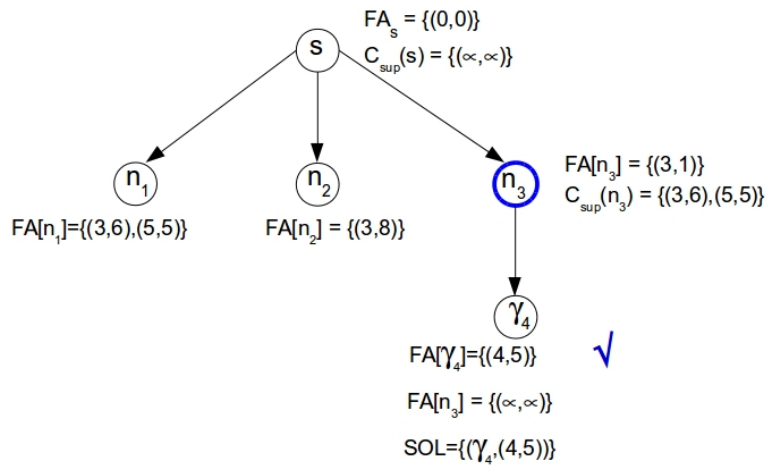 s
FA_s = {(0,0)}
C_sup(s) = {(∝,∝)}
n_1
n_2
n_3
FA[n_3] = {(3,1)}
C_sup(n_3) = {(3,6),(5,5)}
FA[n_1]={(3,6),(5,5)}
FA[n_2] = {(3,8)}
γ_4
FA[γ_4]={(4,5)}
√
FA[n_3] = {(∝,∝)}
SOL={(γ_4,(4,5))}